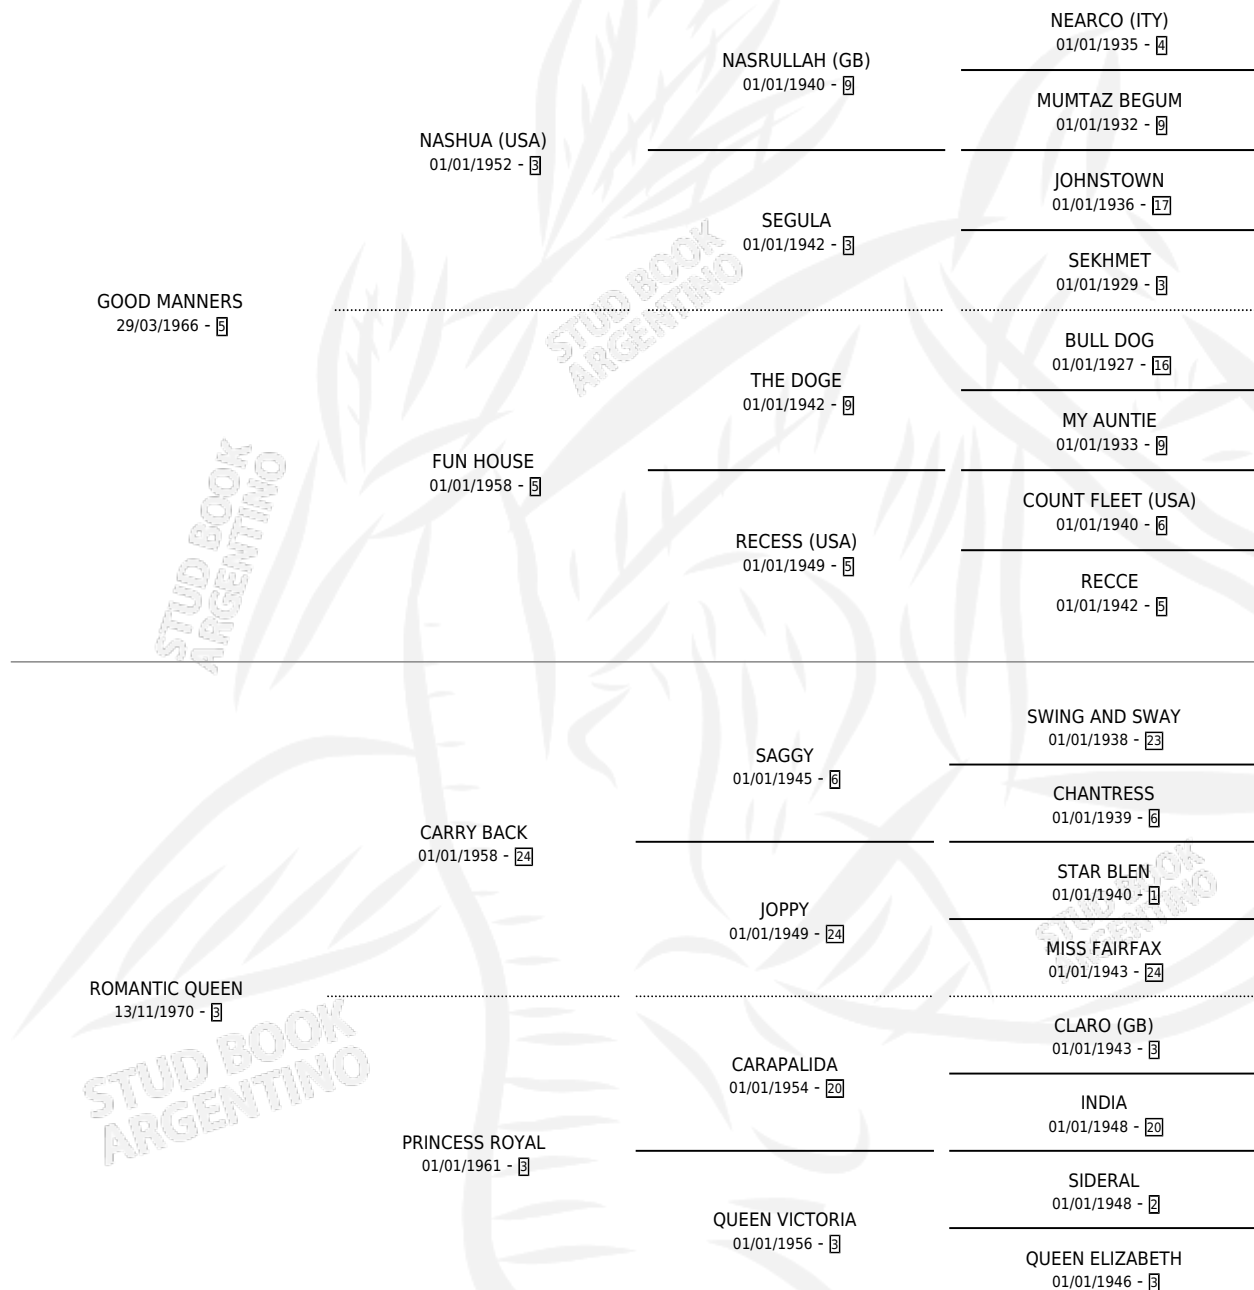 GOOD MANNERS
29/03/1966 - 5
NASHUA (USA)
01/01/1952 - 3
NASRULLAH (GB)
01/01/1940 - 9
NEARCO (ITY)
01/01/1935 - 4
MUMTAZ BEGUM
01/01/1932 - 9
SEGULA
01/01/1942 - 3
JOHNSTOWN
01/01/1936 - 17
SEKHMET
01/01/1929 - 3
FUN HOUSE
01/01/1958 - 5
THE DOGE
01/01/1942 - 9
BULL DOG
01/01/1927 - 16
MY AUNTIE
01/01/1933 - 9
RECESS (USA)
01/01/1949 - 5
COUNT FLEET (USA)
01/01/1940 - 6
RECCE
01/01/1942 - 5
ROMANTIC QUEEN
13/11/1970 - 3
CARRY BACK
01/01/1958 - 24
SAGGY
01/01/1945 - 6
SWING AND SWAY
01/01/1938 - 23
CHANTRESS
01/01/1939 - 6
JOPPY
01/01/1949 - 24
STAR BLEN
01/01/1940 - 1
MISS FAIRFAX
01/01/1943 - 24
PRINCESS ROYAL
01/01/1961 - 3
CARAPALIDA
01/01/1954 - 20
CLARO (GB)
01/01/1943 - 3
INDIA
01/01/1948 - 20
QUEEN VICTORIA
01/01/1956 - 3
SIDERAL
01/01/1948 - 2
QUEEN ELIZABETH
01/01/1946 - 3
STUD BOOK
ARGENTINO
STUD BOOK
ARGENTINO
STUD BOOK
ARGENTINO
STUD BOOK
ARGENTINO